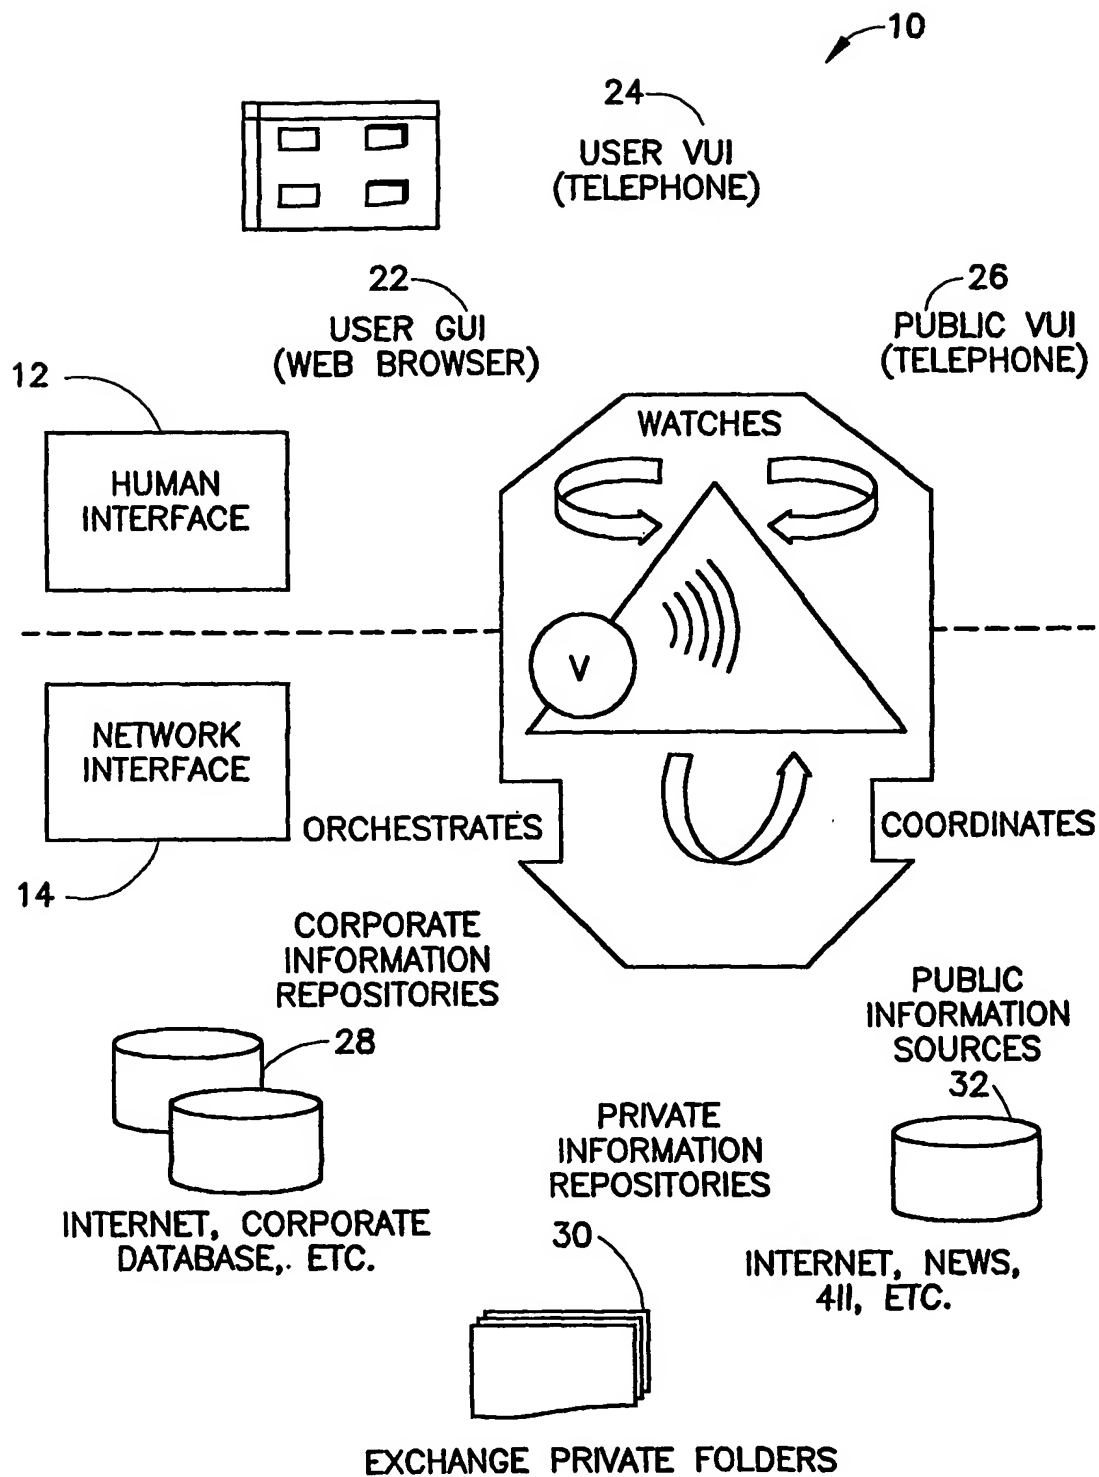 10
24
USER VUI
(TELEPHONE)
22
USER GUI
(WEB BROWSER)
26
PUBLIC VUI
(TELEPHONE)
12
HUMAN
INTERFACE
WATCHES
V
NETWORK
INTERFACE
14
ORCHESTRATES
COORDINATES
CORPORATE
INFORMATION
REPOSITORIES
28
INTERNET, CORPORATE
DATABASE, ETC.
PRIVATE
INFORMATION
REPOSITORIES
30
EXCHANGE PRIVATE FOLDERS
PUBLIC
INFORMATION
SOURCES
32
INTERNET, NEWS,
411, ETC.